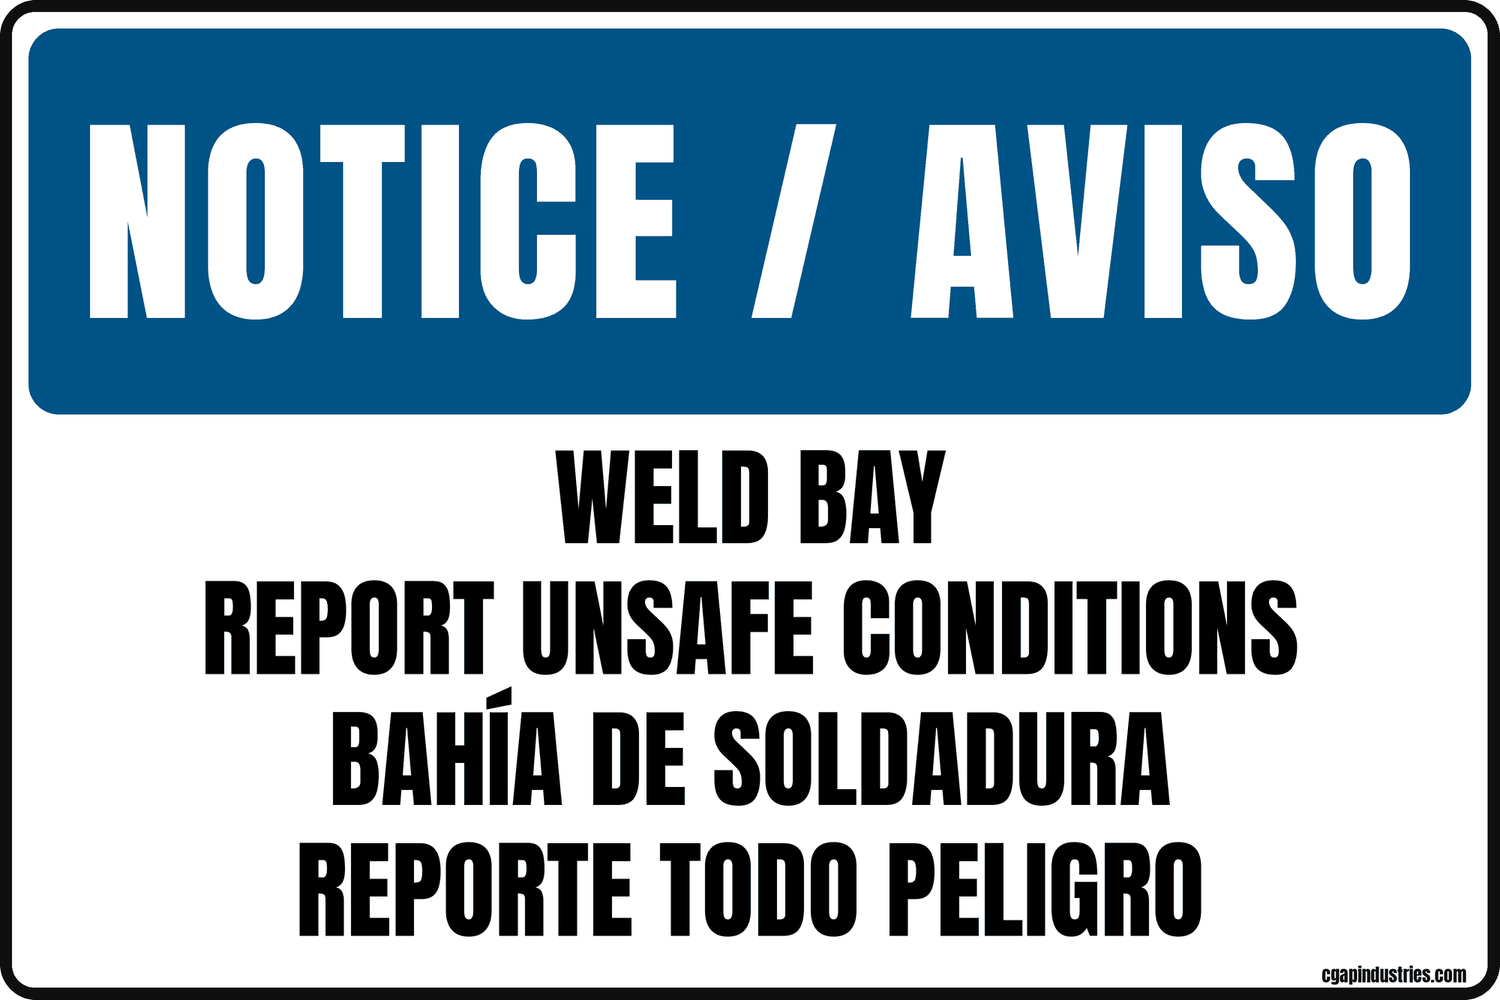 NOTICE / AVISO
WELD BAY
REPORT UNSAFE CONDITIONS
BAHÍA DE SOLDADURA
REPORTE TODO PELIGRO
cgapindustries.com